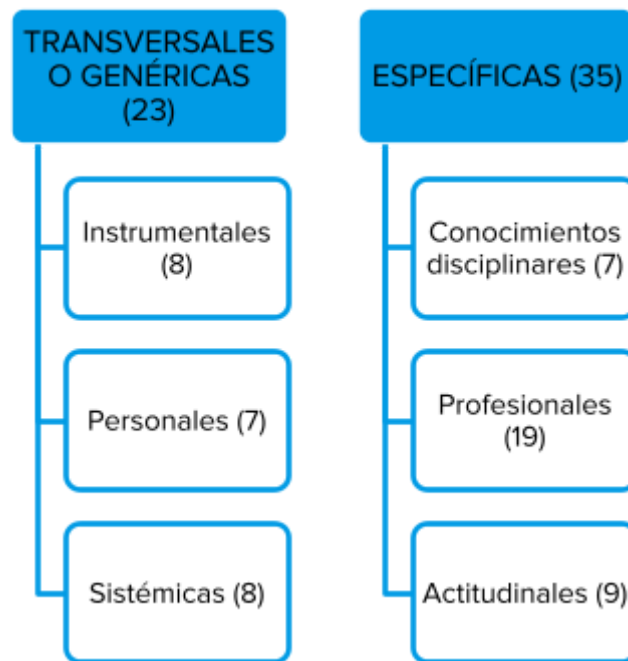 TRANSVERSALES
O GENÉRICAS
(23)
Instrumentales
(8)
Personales (7)
Sistémicas (8)
ESPECÍFICAS (35)
Conocimientos
disciplinares (7)
Profesionales
(19)
Actitudinales (9)